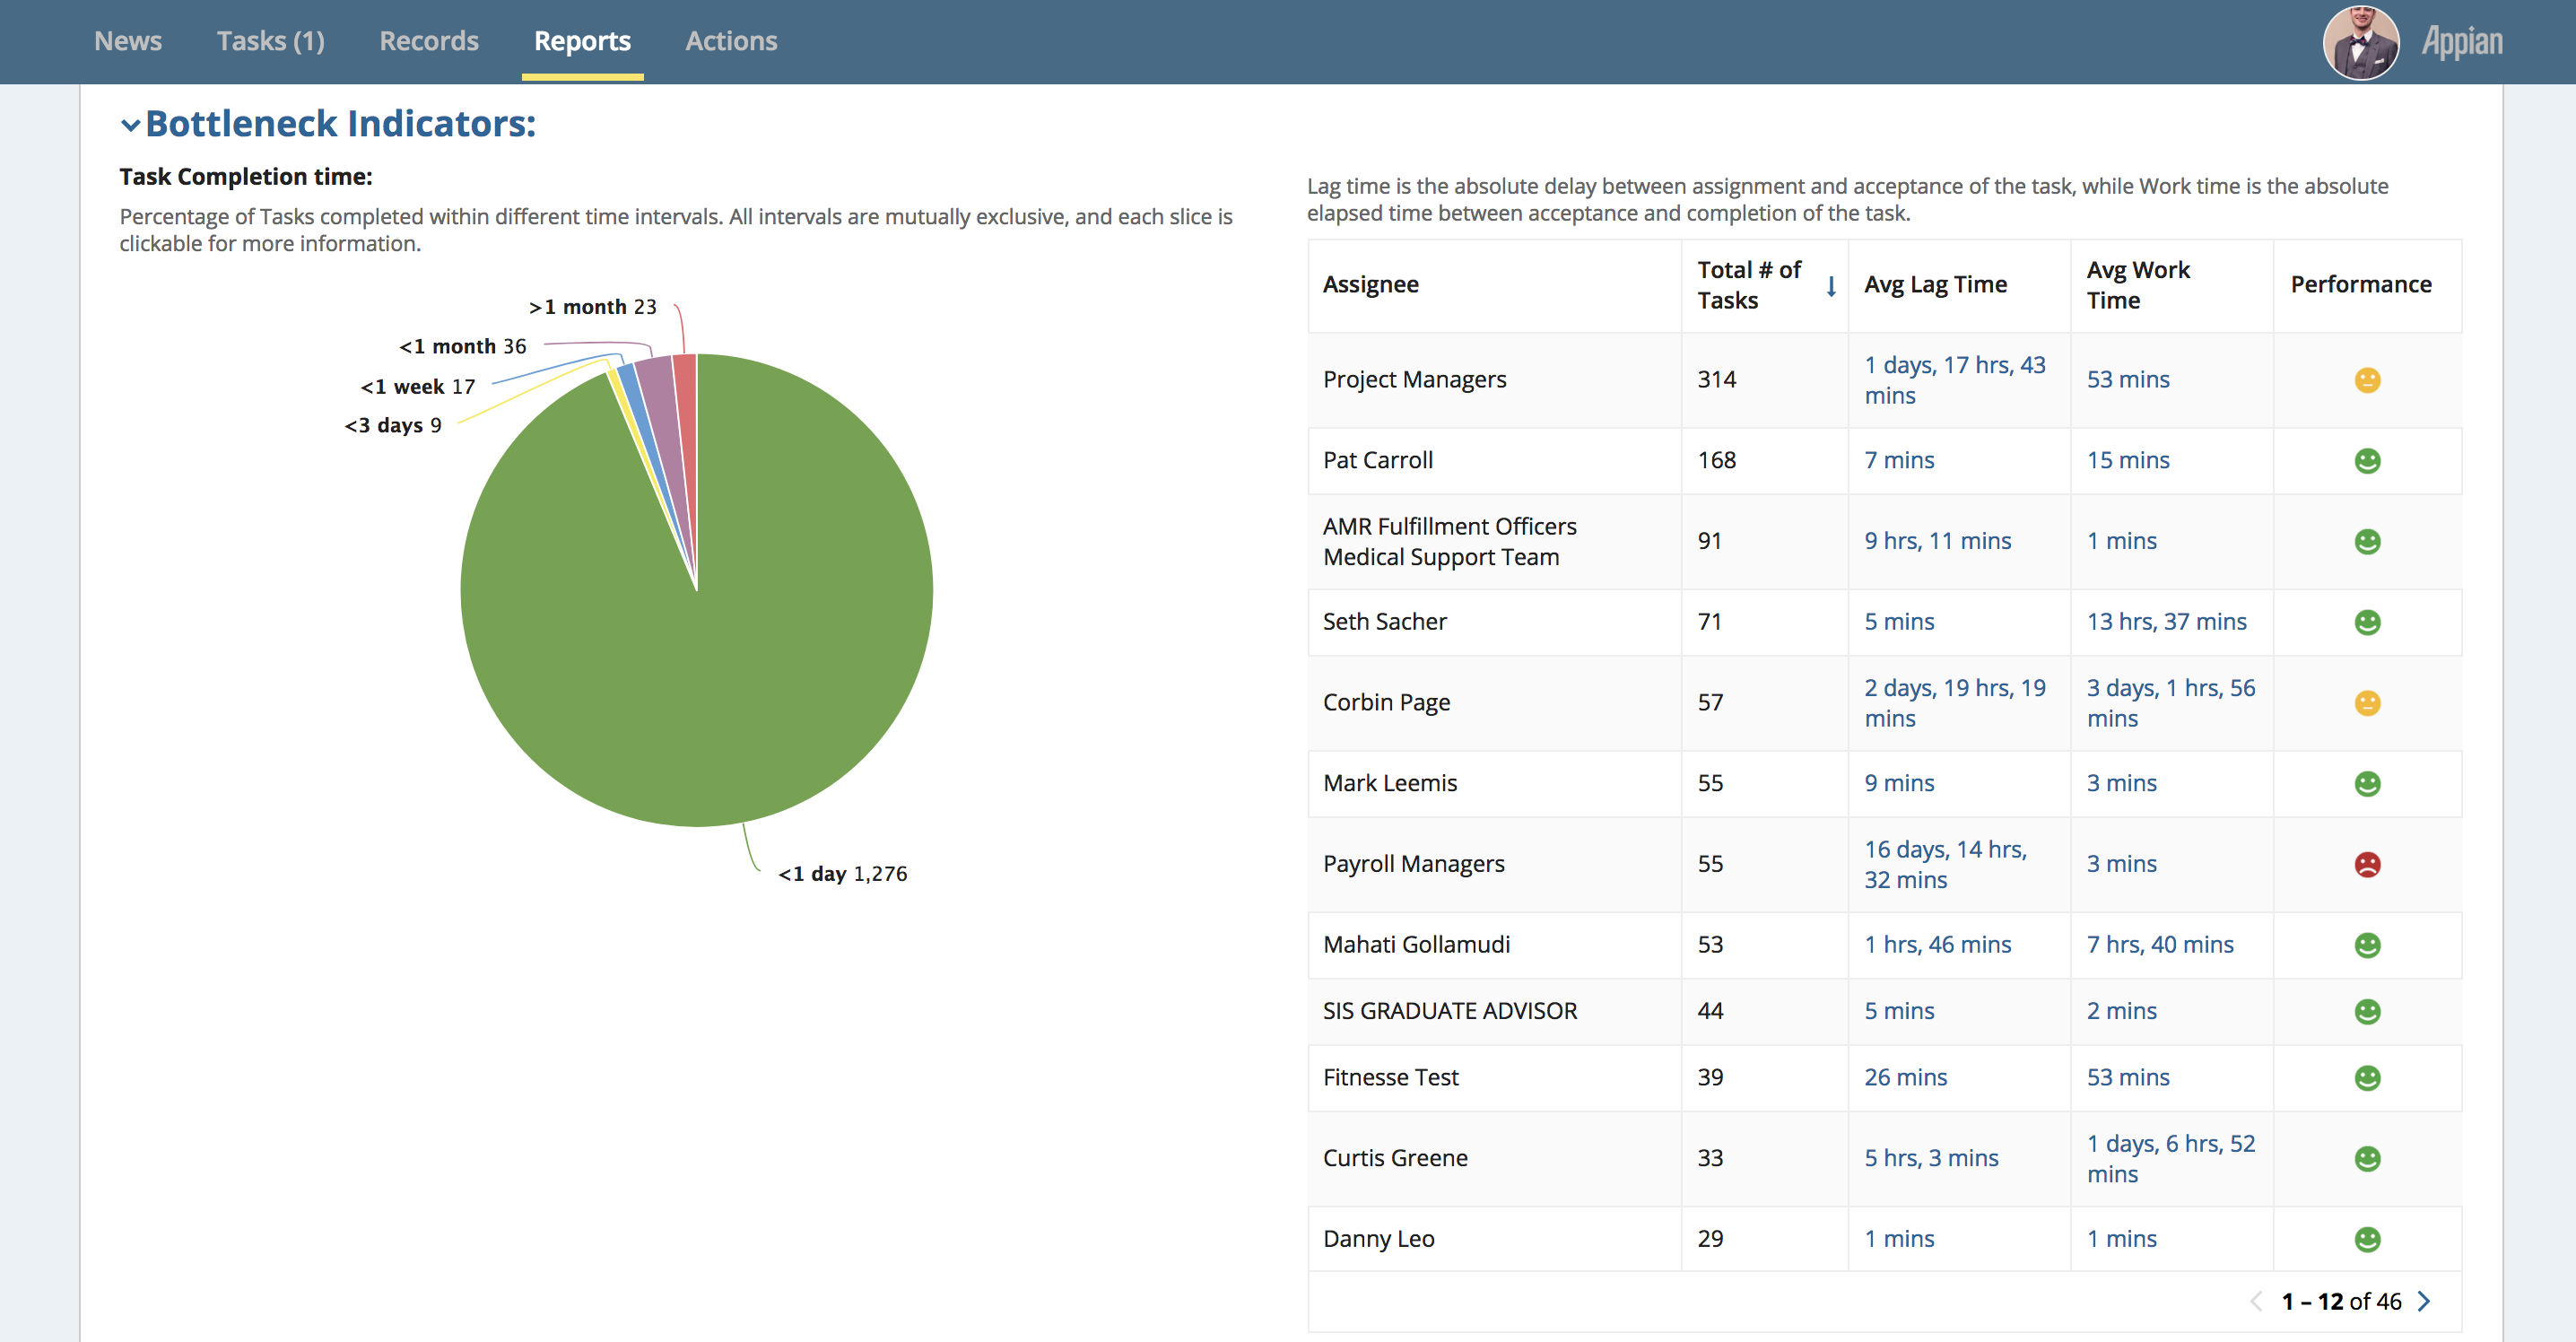 News Tasks (1) Records Reports Actions Appian
Bottleneck Indicators:
Task Completion time:
Percentage of Tasks completed within different time intervals. All intervals are mutually exclusive, and each slice is
clickable for more information.
>1 month 23
<1 month 36
<1 week 17
<3 days 9
<1 day 1,276
Lag time is the absolute delay between assignment and acceptance of the task, while Work time is the absolute
elapsed time between acceptance and completion of the task.
Assignee
Total # of
Tasks
Avg Lag Time
Avg Work
Time
Performance
Project Managers
314
1 days, 17 hrs, 43
mins
53 mins
Pat Carroll
168
7 mins
15 mins
AMR Fulfillment Officers
Medical Support Team
91
9 hrs, 11 mins
1 mins
Seth Sacher
71
5 mins
13 hrs, 37 mins
Corbin Page
57
2 days, 19 hrs, 19
mins
3 days, 1 hrs, 56
mins
Mark Leemis
55
9 mins
3 mins
Payroll Managers
55
16 days, 14 hrs,
32 mins
3 mins
Mahati Gollamudi
53
1 hrs, 46 mins
7 hrs, 40 mins
SIS GRADUATE ADVISOR
44
5 mins
2 mins
Fitnesse Test
39
26 mins
53 mins
Curtis Greene
33
5 hrs, 3 mins
1 days, 6 hrs, 52
mins
Danny Leo
29
1 mins
1 mins
1 – 12 of 46